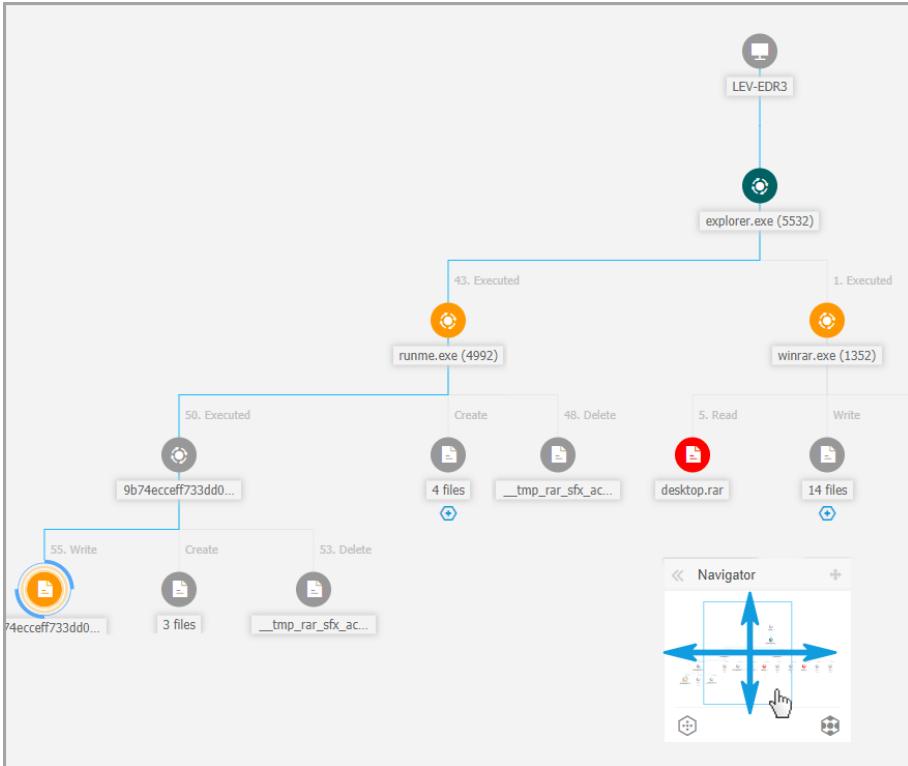 LEV-EDR3
explorer.exe (5532)
43. Executed
1. Executed
runme.exe (4992)
winrar.exe (1352)
50. Executed
Create
48. Delete
5. Read
Write
9b74ecceff733dd0...
4 files
__tmp_rar_sfx_ac...
desktop.rar
14 files
55. Write
Create
53. Delete
74ecceff733dd0...
3 files
__tmp_rar_sfx_ac...
Navigator